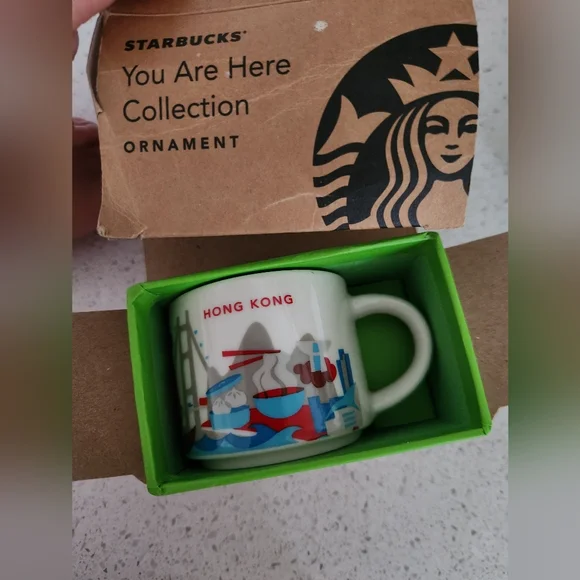 STARBUCKS
You Are Here
Collection
ORNAMENT
HONG KONG